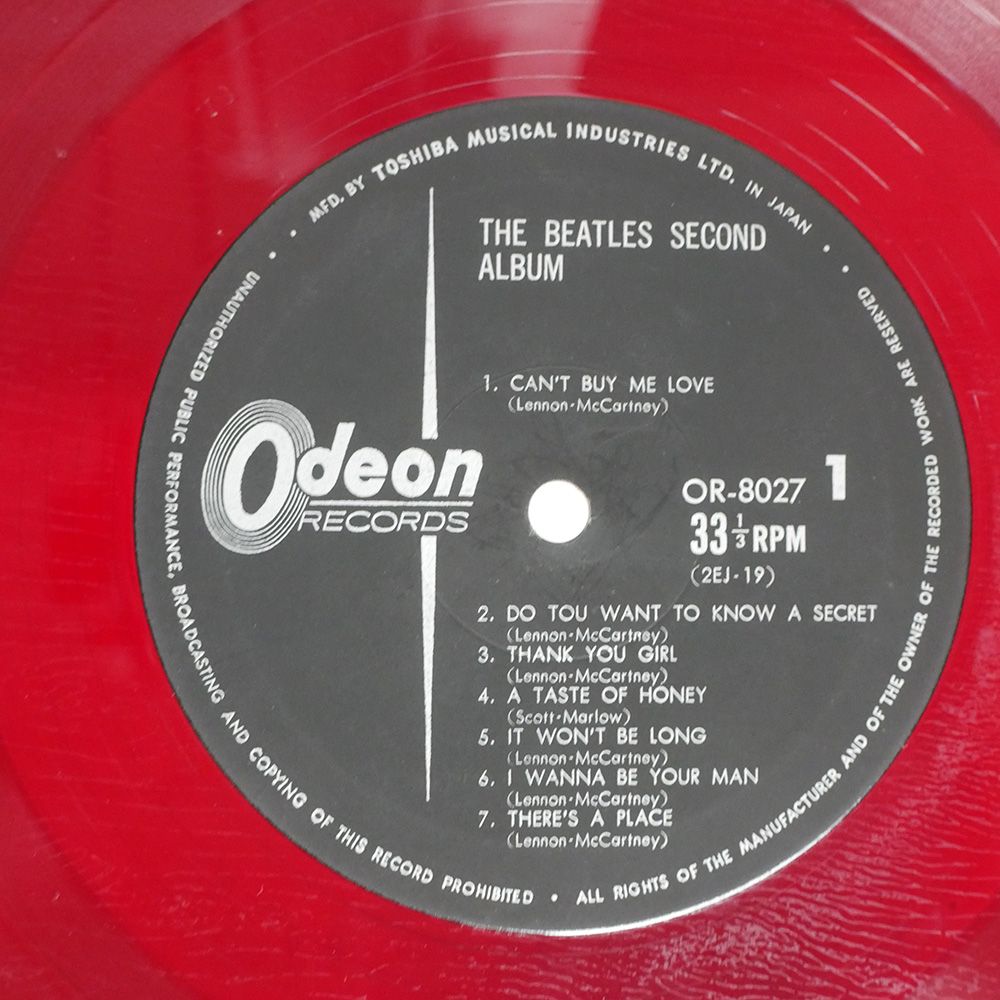 MFD. BY TOSHIBA MUSICAL INDUSTRIES LTD. IN JAPAN
THE BEATLES SECOND
ALBUM
1. CAN'T BUY ME LOVE
(Lennon-McCartney)
Odeon
RECORDS
OR-8027 1
33 1/3 RPM
(2EJ-19)
2. DO TOU WANT TO KNOW A SECRET
(Lennon-McCartney)
3. THANK YOU GIRL
(Lennon-McCartney)
4. A TASTE OF HONEY
(Scott-Marlow)
5. IT WON'T BE LONG
(Lennon-McCartney)
6. I WANNA BE YOUR MAN
(Lennon-McCartney)
7. THERE'S A PLACE
(Lennon-McCartney)
UNAUTHORIZED PUBLIC PERFORMANCE, BROADCASTING AND COPYING OF THIS RECORD PROHIBITED • ALL RIGHTS OF THE MANUFACTURER AND OF THE OWNER OF THE RECORDED WORK ARE RESERVED